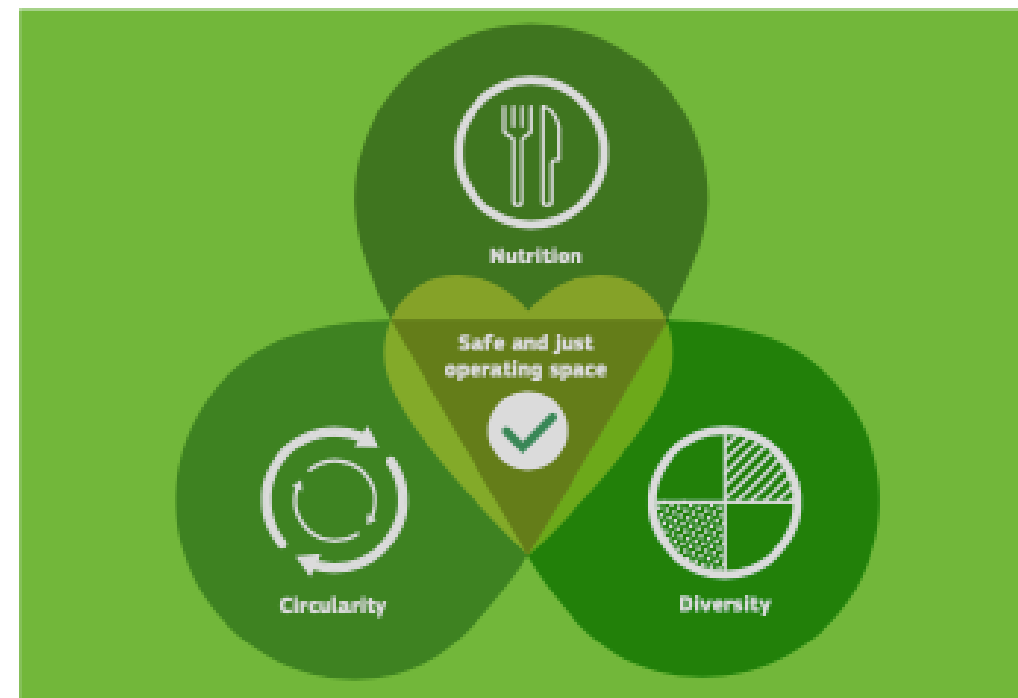 Nutrition
Safe and just
operating space
Circularity
Diversity